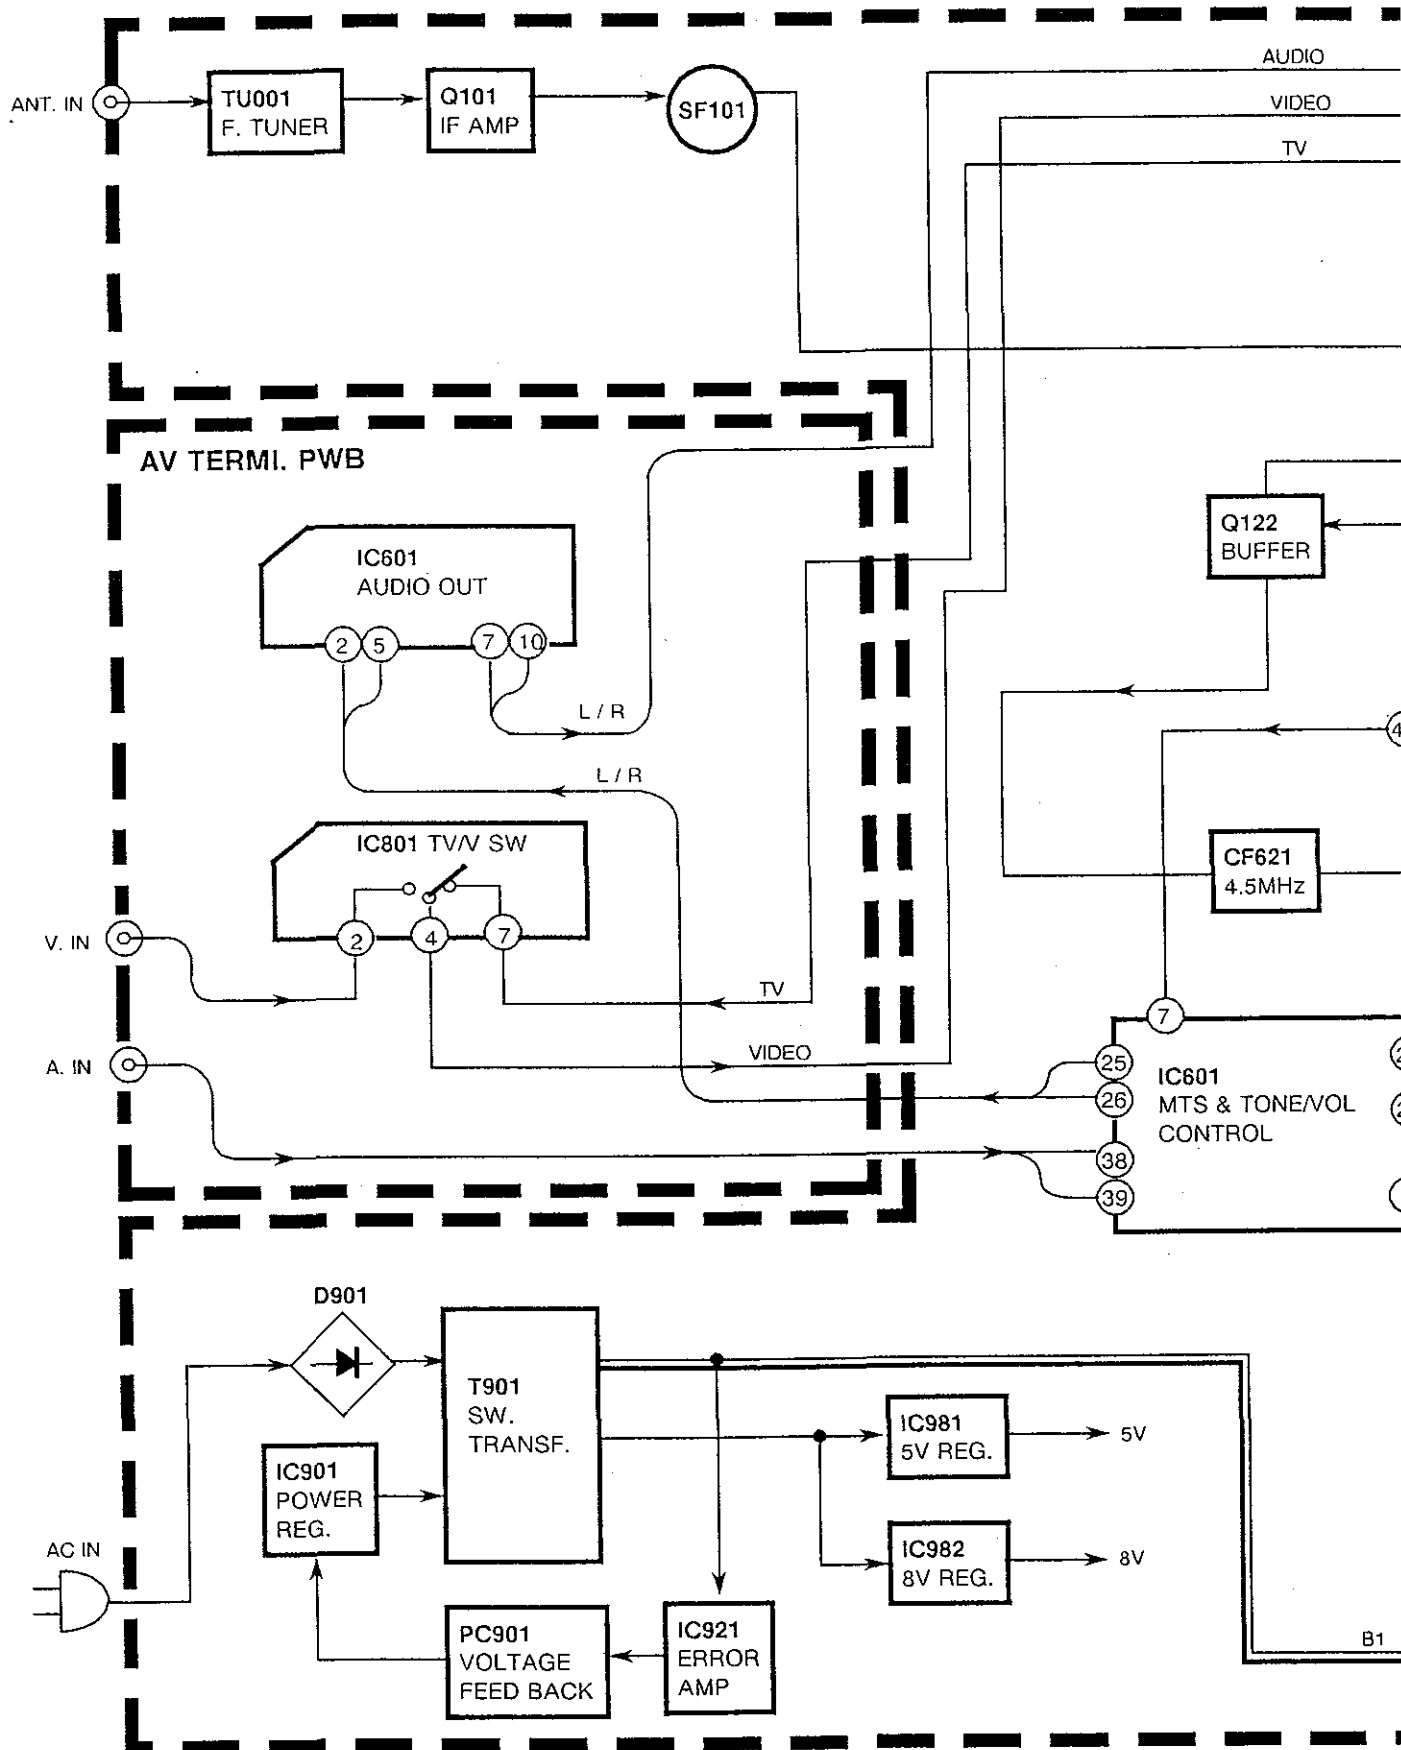 AUDIO
VIDEO
TV
ANT. IN
TU001
F. TUNER
Q101
IF AMP
SF101
AV TERMI. PWB
IC601
AUDIO OUT
2
5
7
10
L / R
L / R
Q122
BUFFER
4
IC801 TV/V SW
2
4
7
CF621
4.5MHz
V. IN
TV
VIDEO
A. IN
7
25
26
38
39
IC601
MTS & TONE/VOL
CONTROL
2
2
D901
T901
SW.
TRANSF.
IC901
POWER
REG.
IC981
5V REG.
5V
IC982
8V REG.
8V
AC IN
PC901
VOLTAGE
FEED BACK
IC921
ERROR
AMP
B1